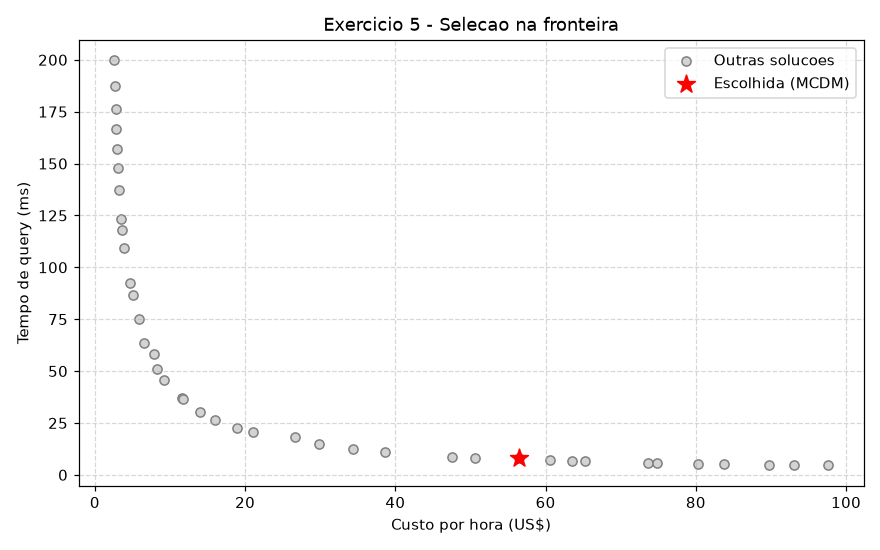 Exercicio 5 - Selecao na fronteira
Outras solucoes
Escolhida (MCDM)
Tempo de query (ms)
200
175
150
125
100
75
50
25
0
0 20 40 60 80 100
Custo por hora (US$)